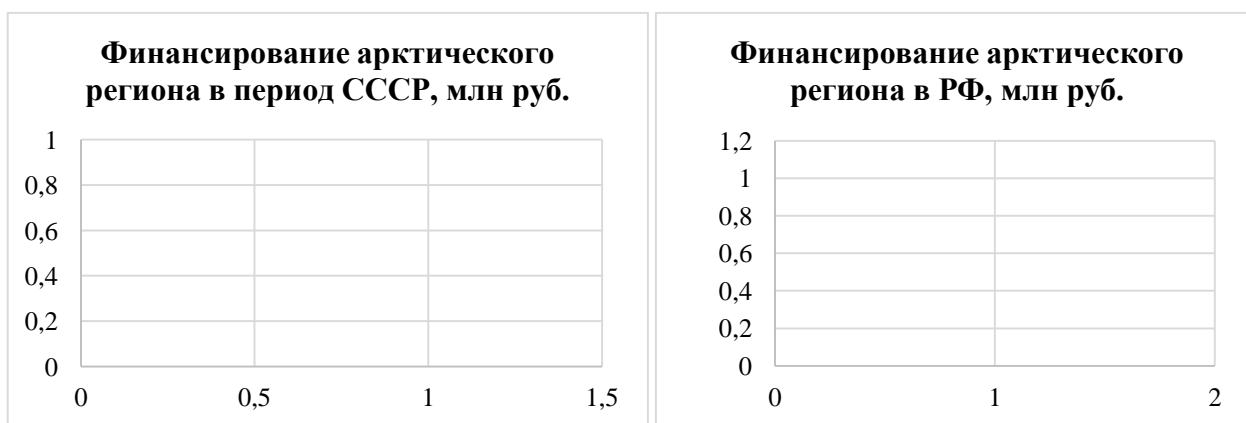 Финансирование арктического
региона в период СССР, млн руб.
1
0,8
0,6
0,4
0,2
0
0 0,5 1 1,5
Финансирование арктического
региона в РФ, млн руб.
1,2
1
0,8
0,6
0,4
0,2
0
0 1 2